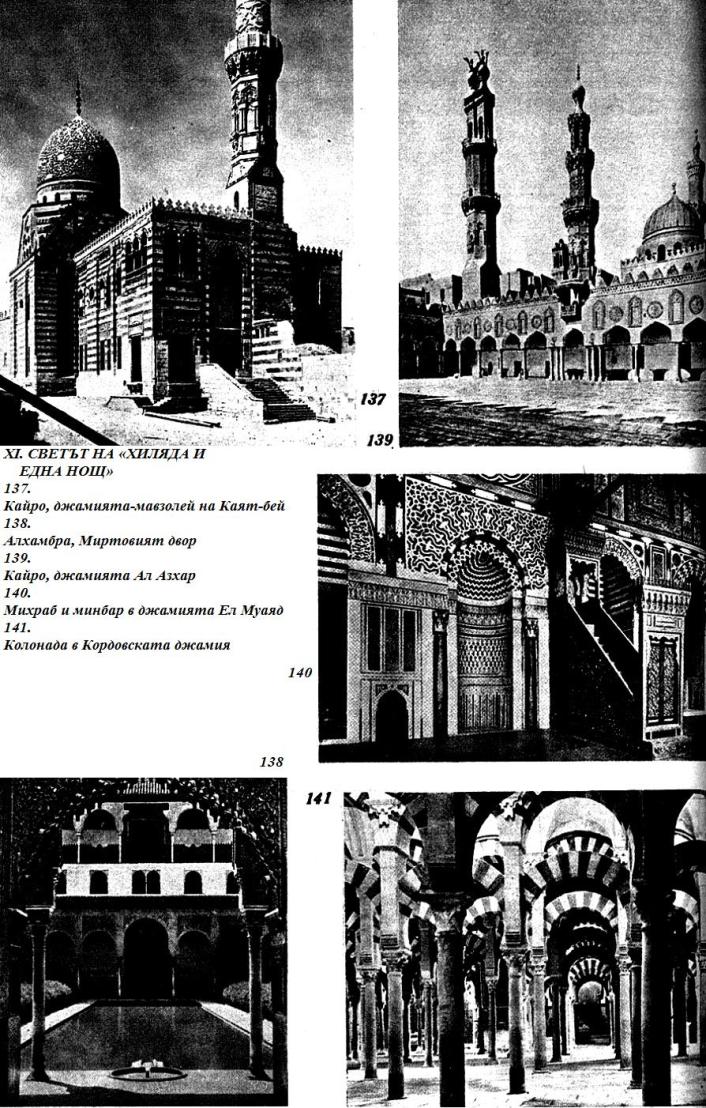 137
139
XI. СВЕТЪТ НА «ХИЛЯДА И
ЕДНА НОЩ»
137.
Кайро, джамията-мавзолей на Каят-бей
138.
Алхамбра, Миртовият двор
139.
Кайро, джамията Ал Азхар
140.
Михраб и минбар в джамията Ел Муаяд
141.
Колонада в Кордовската джамия
140
138
141